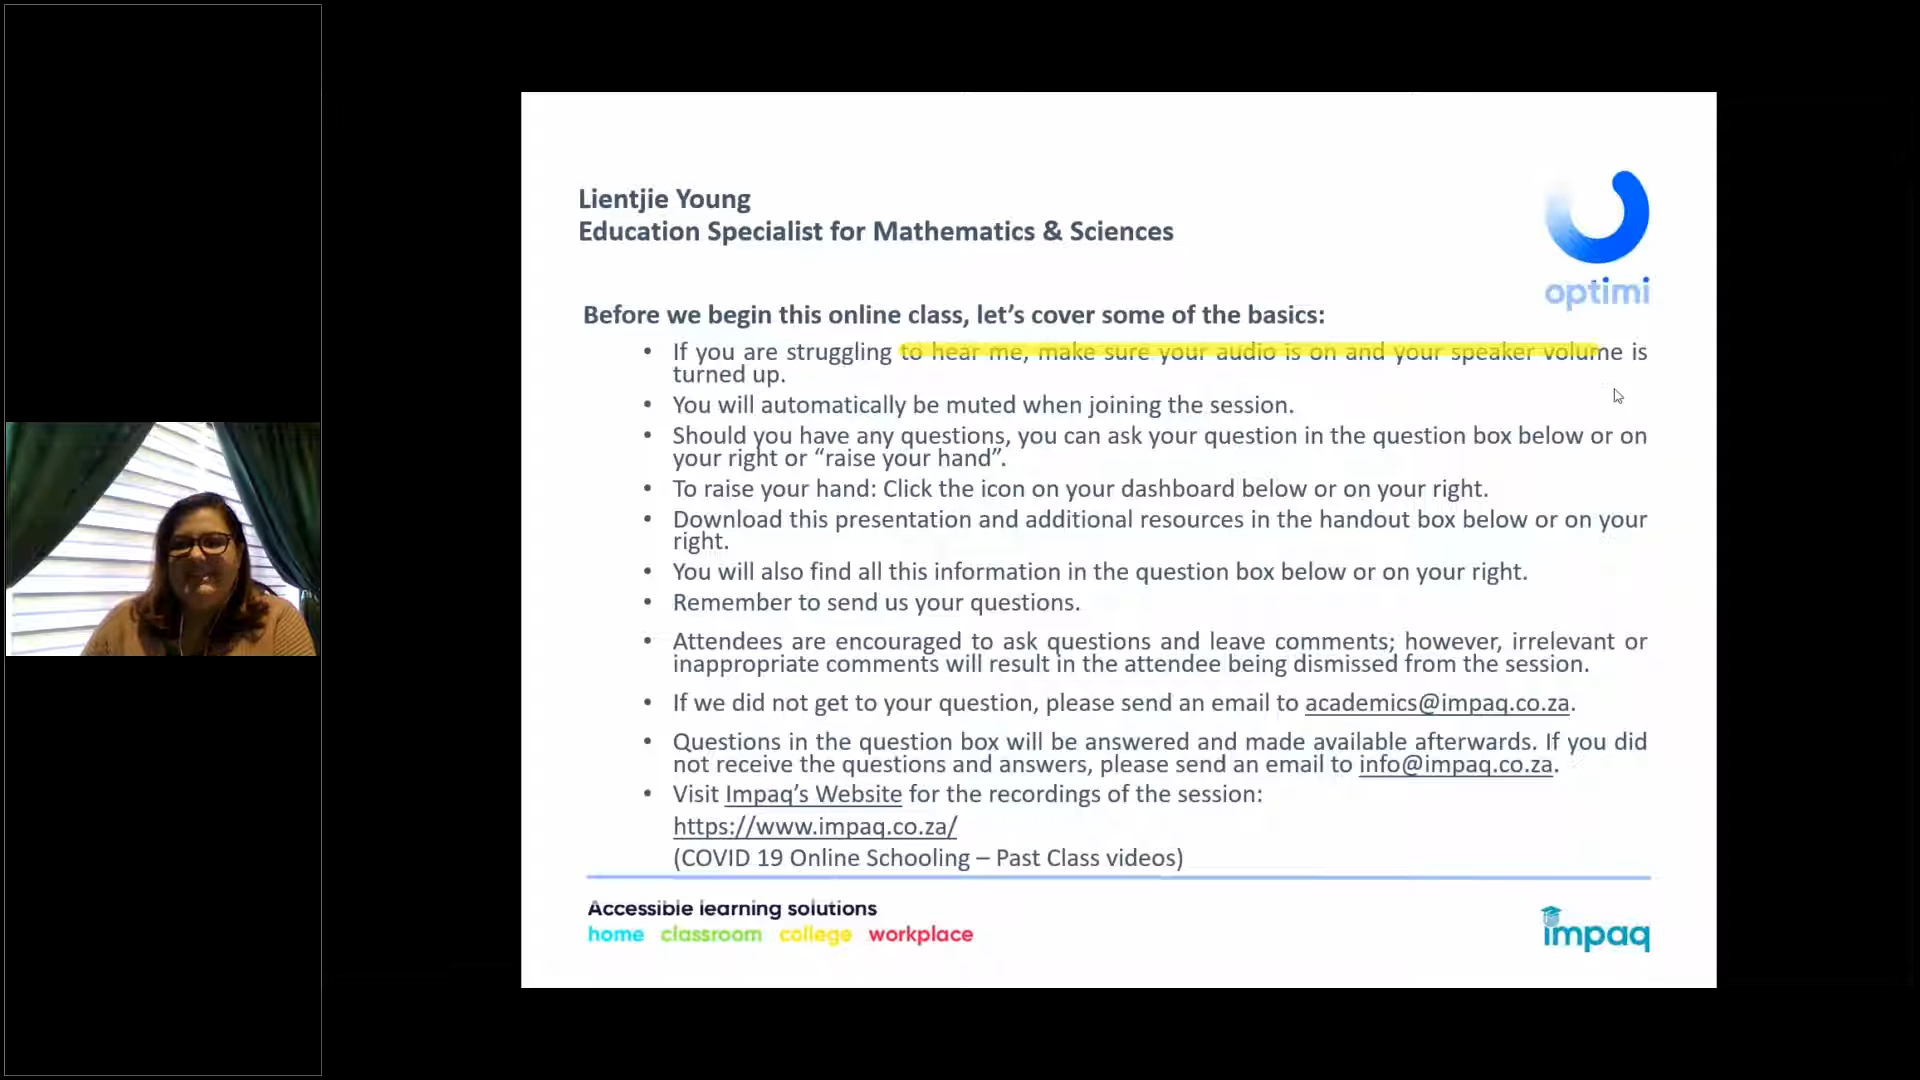 Lientjie Young
Education Specialist for Mathematics & Sciences
optimi
Before we begin this online class, let’s cover some of the basics:
• If you are struggling to hear me, make sure your audio is on and your speaker volume is
turned up.
• You will automatically be muted when joining the session.
• Should you have any questions, you can ask your question in the question box below or on
your right or “raise your hand”.
• To raise your hand: Click the icon on your dashboard below or on your right.
• Download this presentation and additional resources in the handout box below or on your
right.
• You will also find all this information in the question box below or on your right.
• Remember to send us your questions.
• Attendees are encouraged to ask questions and leave comments; however, irrelevant or
inappropriate comments will result in the attendee being dismissed from the session.
• If we did not get to your question, please send an email to academics@impaq.co.za.
• Questions in the question box will be answered and made available afterwards. If you did
not receive the questions and answers, please send an email to info@impaq.co.za.
• Visit Impaq’s Website for the recordings of the session:
https://www.impaq.co.za/
(COVID 19 Online Schooling – Past Class videos)
Accessible learning solutions
home classroom college workplace
impaq